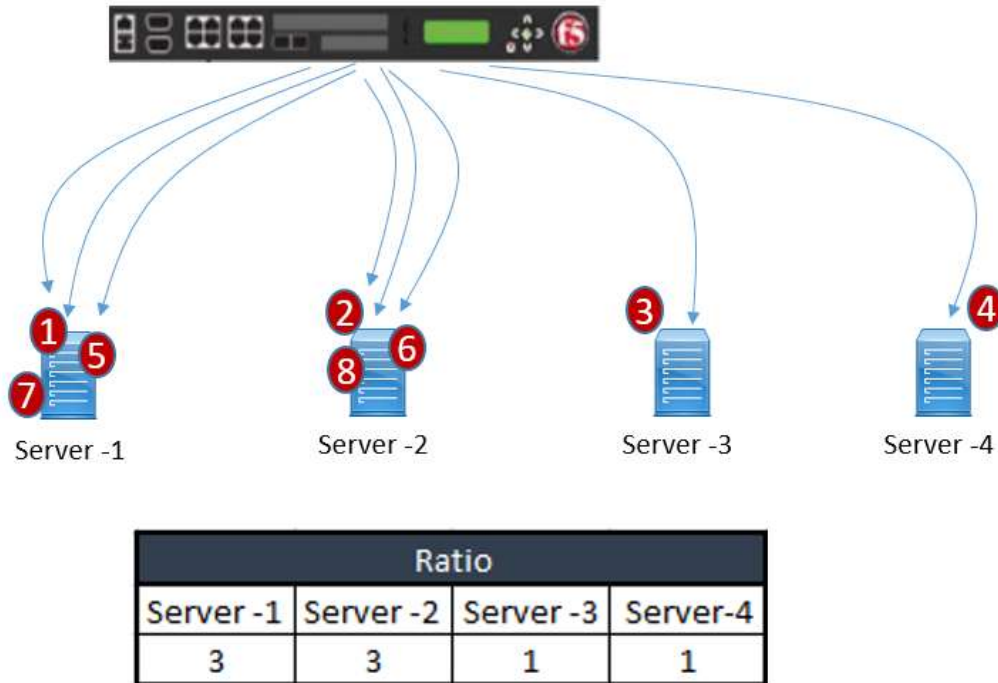 f5
1
5
7
2
6
8
3
4
Server -1
Server -2
Server -3
Server -4
Ratio
Server -1 Server -2 Server -3 Server-4
3 3 1 1